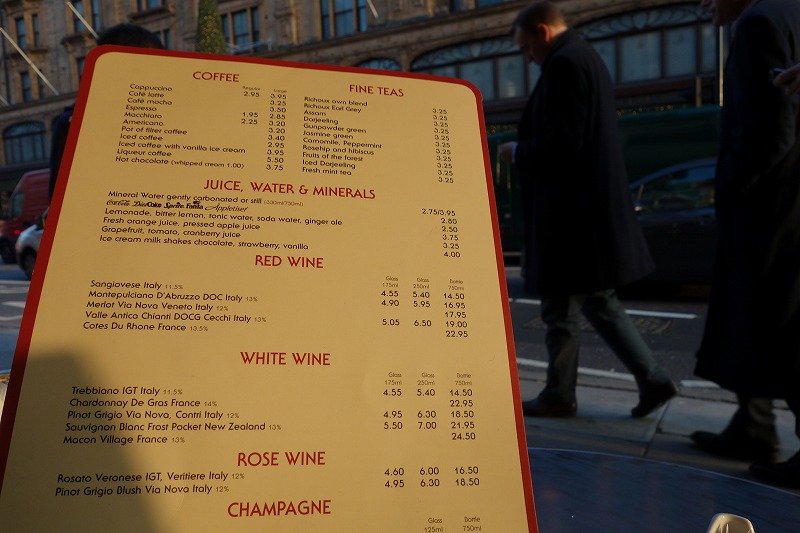 COFFEE
Regular Large
Cappuccino 2.95 3.95
Café latte 3.25
Café mocha 3.50
Espresso 1.95 2.85
Macchiato 2.25 3.20
Americano 3.20
Pot of filter coffee 3.40
Iced coffee 2.95
Iced coffee with vanilla ice cream 3.95
Liqueur coffee 5.50
Hot chocolate (whipped cream 1.00) 3.75
FINE TEAS
Richoux own blend 3.25
Richoux Earl Grey 3.25
Assam 3.25
Darjeeling 3.25
Gunpowder green 3.25
Jasmine green 3.25
Camomile, Peppermint 3.25
Rosehip and hibiscus 3.25
Fruits of the forest 3.25
Iced Darjeeling 3.25
Fresh mint tea 3.25
JUICE, WATER & MINERALS
Mineral Water gently carbonated or still (330ml/750ml) 2.75/3.95
Coca-Cola Diet Coke Sprite Fanta Appletiser 2.80
Lemonade, bitter lemon, tonic water, soda water, ginger ale 2.50
Fresh orange juice, pressed apple juice 3.75
Grapefruit, tomato, cranberry juice 3.25
Ice cream milk shakes chocolate, strawberry, vanilla 4.00
RED WINE
Glass 175ml Glass 250ml Bottle 750ml
Sangiovese Italy 11.5% 4.55 5.40 14.50
Montepulciano D'Abruzzo DOC Italy 13% 4.90 5.95 16.95
Merlot Via Novo Veneto Italy 12% 17.95
Valle Antica Chianti DOCG Cecchi Italy 13% 5.05 6.50 19.00
Cotes Du Rhone France 13.5% 22.95
WHITE WINE
Glass 175ml Glass 250ml Bottle 750ml
Trebbiano IGT Italy 11.5% 4.55 5.40 14.50
Chardonnay De Gras France 14% 22.95
Pinot Grigio Via Nova, Contri Italy 12% 4.95 6.30 18.50
Sauvignon Blanc Frost Pocket New Zealand 13% 5.50 7.00 21.95
Macon Village France 13% 24.50
ROSE WINE
Rosato Veronese IGT, Veritiere Italy 12% 4.60 6.00 16.50
Pinot Grigio Blush Via Nova Italy 12% 4.95 6.30 18.50
CHAMPAGNE
Glass 125ml Bottle 750ml